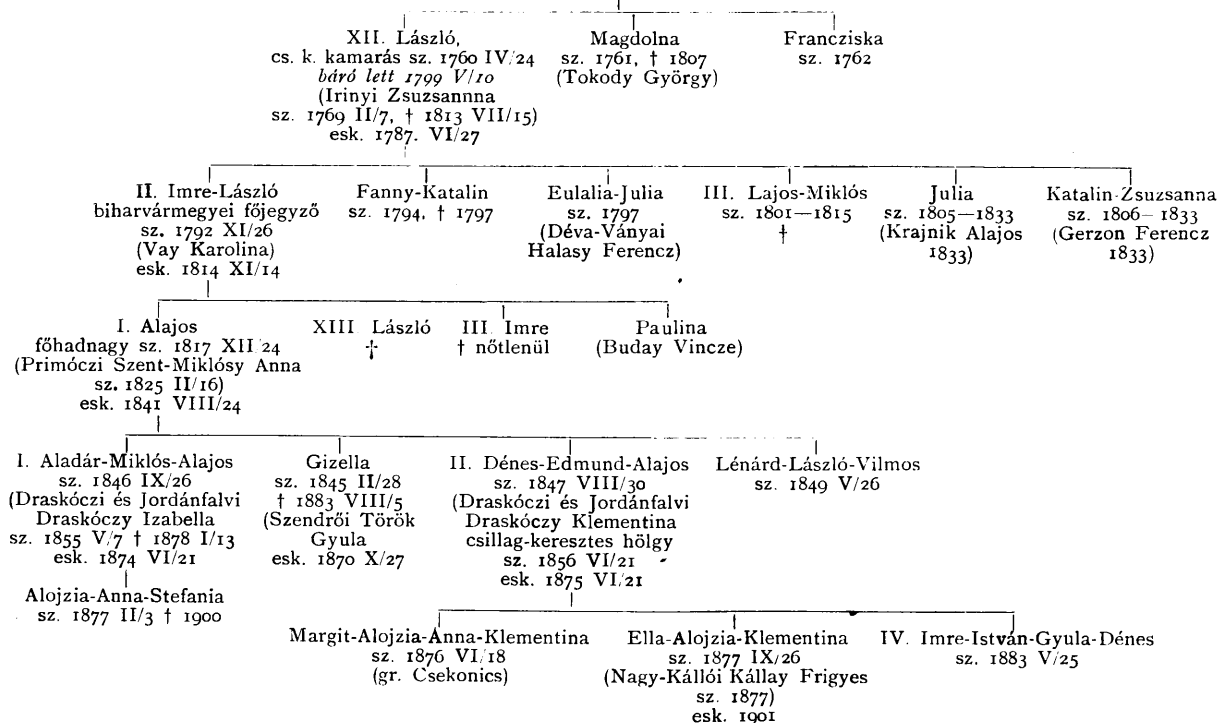 XII. László,
cs. k. kamarás sz. 1760 IV/24
báró lett 1799 V/10
(Irinyi Zsuzsannna
sz. 1769 II/7, † 1813 VII/15)
esk. 1787. VI/27
Magdolna
sz. 1761, † 1807
(Tokody György)
Francziska
sz. 1762
II. Imre-László
biharvármegyei főjegyző
sz. 1792 XI/26
(Vay Karolina)
esk. 1814 XI/14
Fanny-Katalin
sz. 1794, † 1797
Eulalia-Julia
sz. 1797
(Déva-Ványai
Halasy Ferencz)
III. Lajos-Miklós
sz. 1801—1815
†
Julia
sz. 1805—1833
(Krajnik Alajos
1833)
Katalin-Zsuzsanna
sz. 1806—1833
(Gerzon Ferencz
1833)
I. Alajos
főhadnagy sz. 1817 XII/24
(Primóczi Szent-Miklósy Anna
sz. 1825 II/16)
esk. 1841 VIII/24
XIII László
†
III. Imre
† nőtlenül
Paulina
(Buday Vincze)
I. Aladár-Miklós-Alajos
sz. 1846 IX/26
(Draskóczi és Jordánfalvi
Draskóczy Izabella
sz. 1855 V/7 † 1878 I/13
esk. 1874 VI/21
Gizella
sz. 1845 II/28
† 1883 VIII/5
(Szendrői Török
Gyula
esk. 1870 X/27
II. Dénes-Edmund-Alajos
sz. 1847 VIII/30
(Draskóczi és Jordánfalvi
Draskóczy Klementina
csillag-keresztes hölgy
sz. 1856 VI/21
esk. 1875 VI/21
Lénárd-László-Vilmos
sz. 1849 V/26
Alojzia-Anna-Stefania
sz. 1877 II/3 † 1900
Margit-Alojzia-Anna-Klementina
sz. 1876 VI/18
(gr. Csekonics)
Ella-Alojzia-Klementina
sz. 1877 IX/26
(Nagy-Kállói Kállay Frigyes
sz. 1877)
esk. 1901
IV. Imre-István-Gyula-Dénes
sz. 1883 V/25